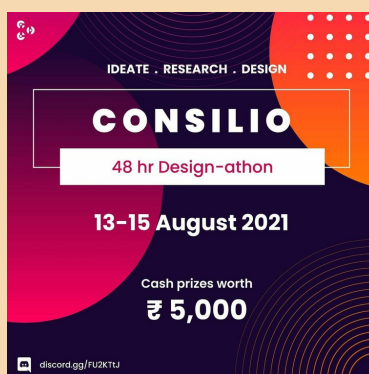 IDEATE . RESEARCH . DESIGN
CONSILIO
48 hr Design-athon
13-15 August 2021
Cash prizes worth
₹ 5,000
discord.gg/FU2KTtJ